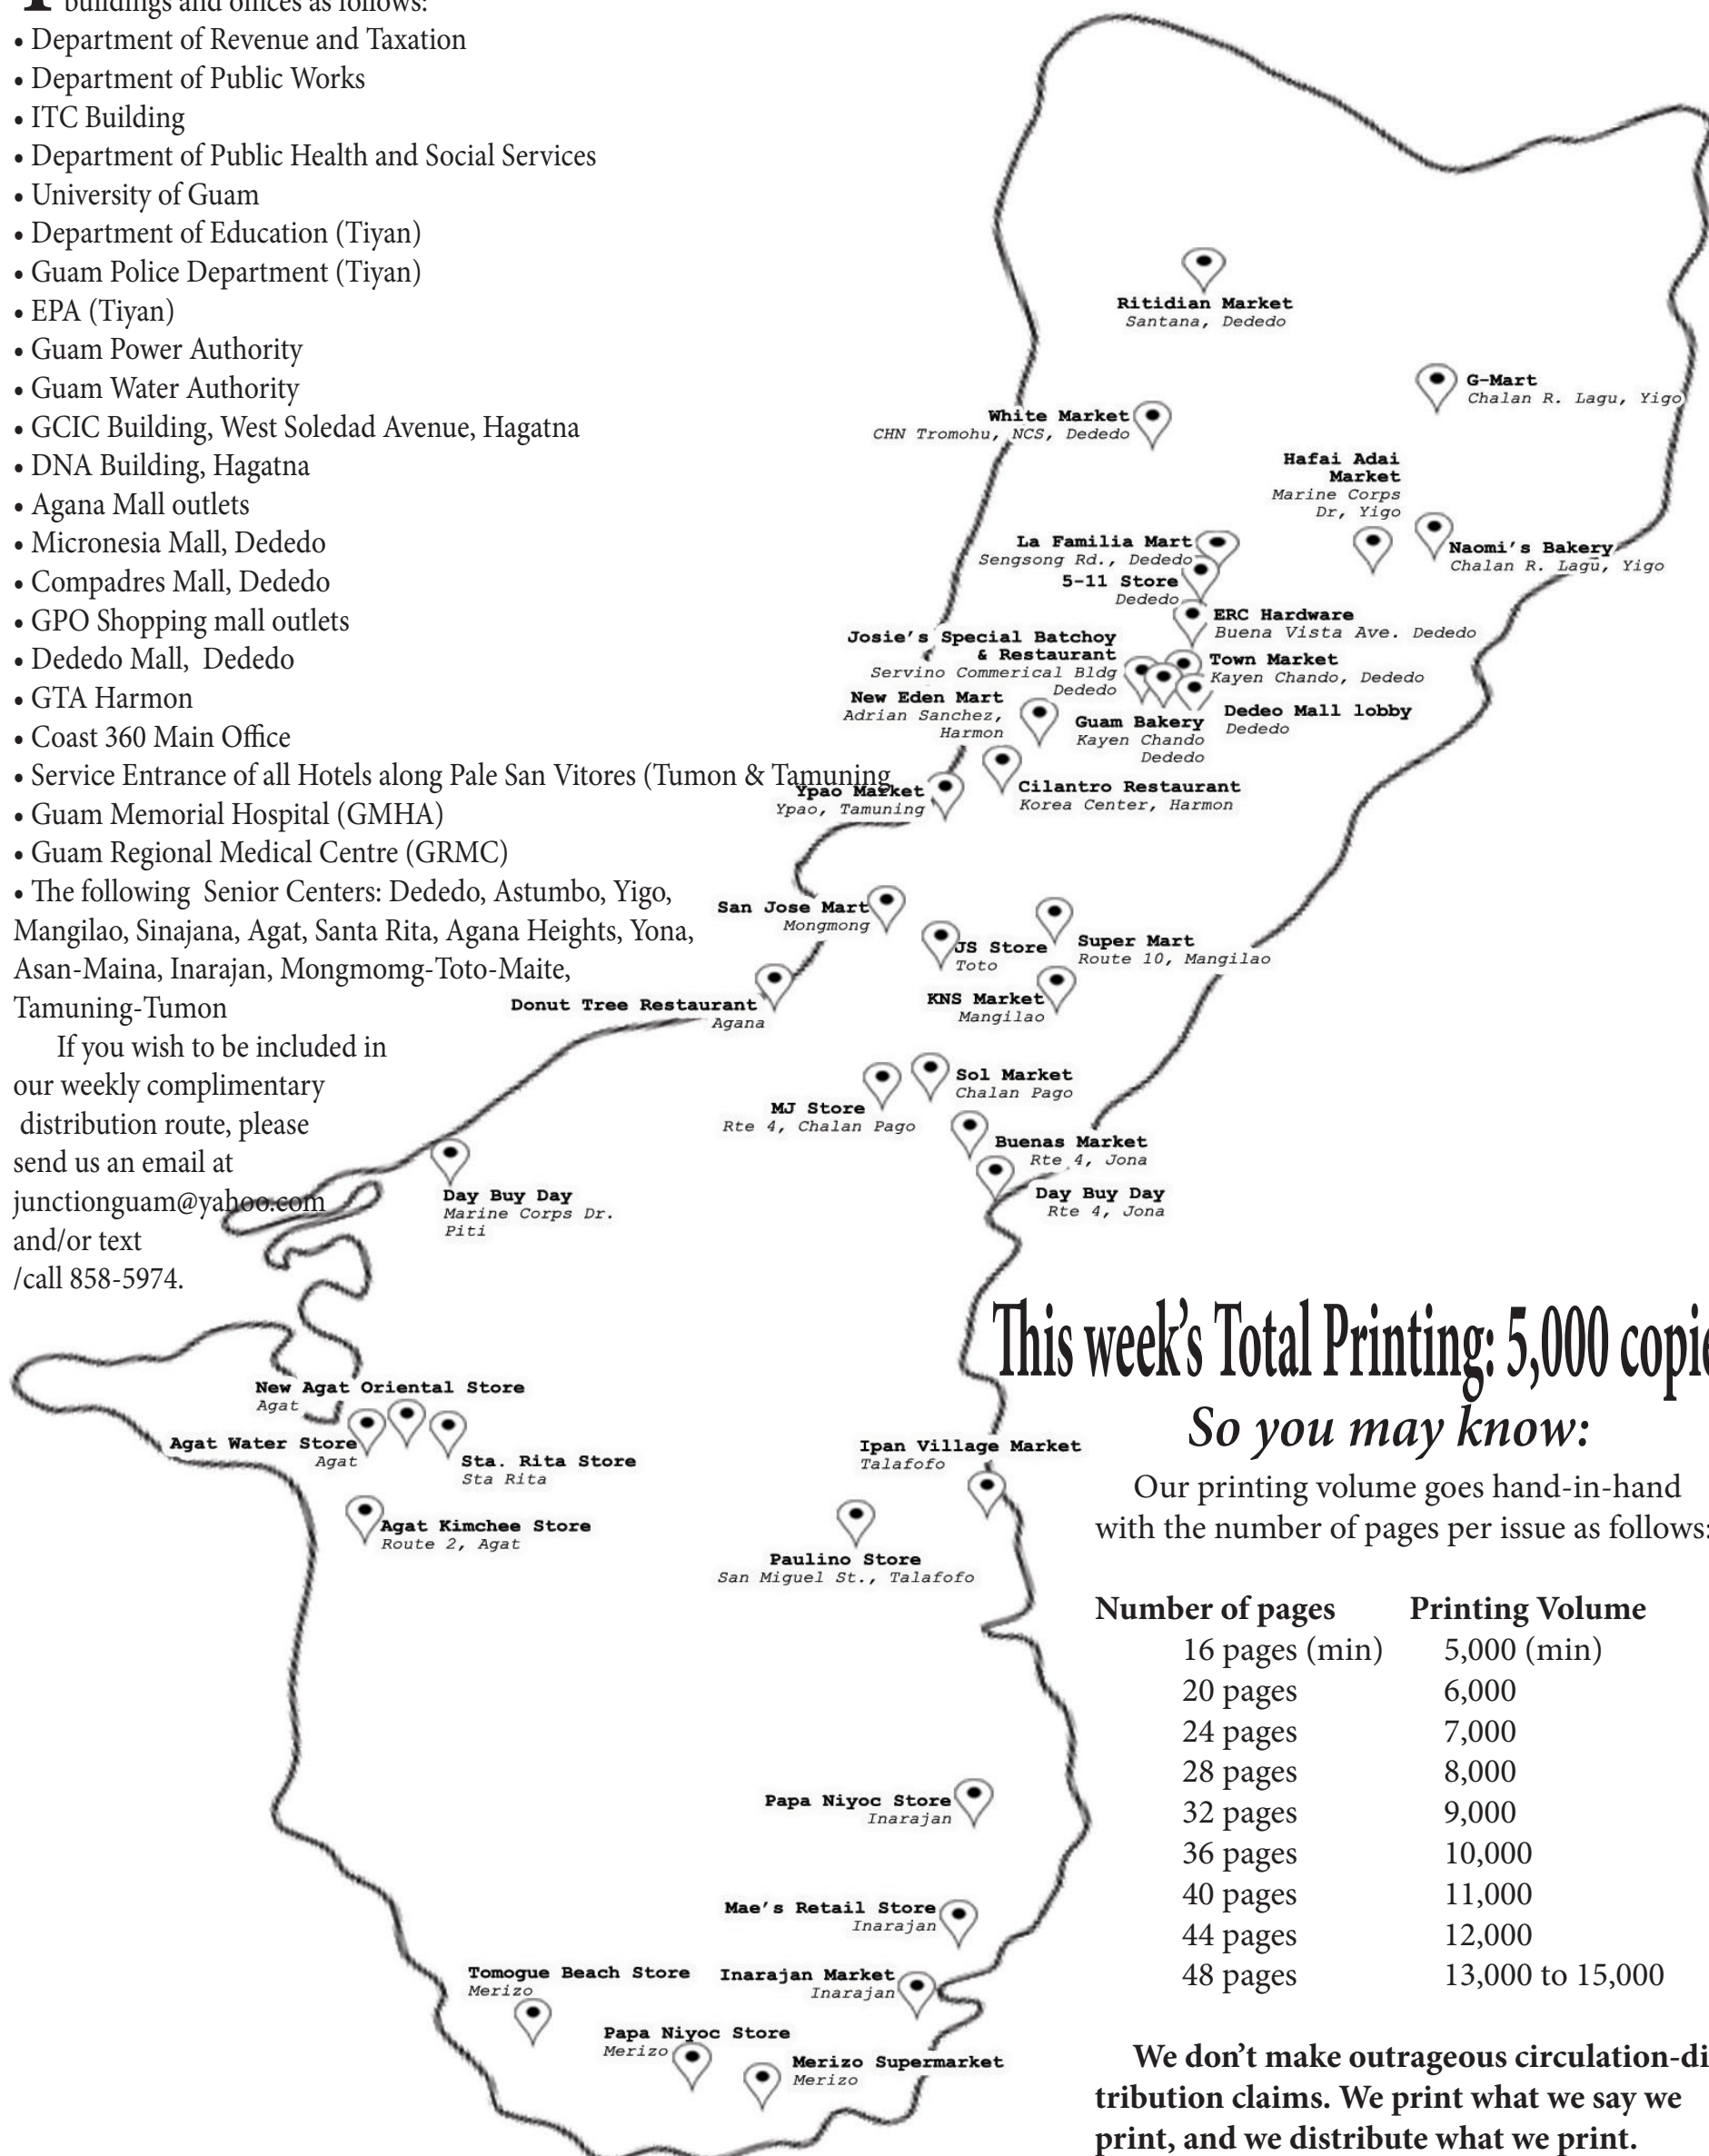 buildings and offices as follows:
• Department of Revenue and Taxation
• Department of Public Works
• ITC Building
• Department of Public Health and Social Services
• University of Guam
• Department of Education (Tiyan)
• Guam Police Department (Tiyan)
• EPA (Tiyan)
• Guam Power Authority
• Guam Water Authority
• GCIC Building, West Soledad Avenue, Hagatna
• DNA Building, Hagatna
• Agana Mall outlets
• Micronesia Mall, Dededo
• Compadres Mall, Dededo
• GPO Shopping mall outlets
• Dededo Mall,  Dededo
• GTA Harmon
• Coast 360 Main Office
• Service Entrance of all Hotels along Pale San Vitores (Tumon & Tamuning
• Guam Memorial Hospital (GMHA)
• Guam Regional Medical Centre (GRMC)
• The following  Senior Centers: Dededo, Astumbo, Yigo,
Mangilao, Sinajana, Agat, Santa Rita, Agana Heights, Yona,
Asan-Maina, Inarajan, Mongmomg-Toto-Maite,
Tamuning-Tumon
If you wish to be included in
our weekly complimentary
distribution route, please
send us an email at
junctionguam@yahoo.com
and/or text
/call 858-5974.
Ritidian Market
Santana, Dededo
G-Mart
Chalan R. Lagu, Yigo
White Market
CHN Tromohu, NCS, Dededo
Hafai Adai
Market
Marine Corps
Dr, Yigo
Naomi's Bakery
Chalan R. Lagu, Yigo
La Familia Mart
Sengsong Rd., Dededo
5-11 Store
Dededo
ERC Hardware
Buena Vista Ave. Dededo
Josie's Special Batchoy
& Restaurant
Servino Commerical Bldg
Dededo
Town Market
Kayen Chando, Dededo
Dedeo Mall lobby
Dededo
New Eden Mart
Adrian Sanchez,
Harmon
Guam Bakery
Kayen Chando
Dededo
Cilantro Restaurant
Korea Center, Harmon
Ypao Market
Ypao, Tamuning
San Jose Mart
Mongmong
JS Store
Toto
Super Mart
Route 10, Mangilao
KNS Market
Mangilao
Donut Tree Restaurant
Agana
Sol Market
Chalan Pago
MJ Store
Rte 4, Chalan Pago
Buenas Market
Rte 4, Jona
Day Buy Day
Rte 4, Jona
Day Buy Day
Marine Corps Dr.
Piti
New Agat Oriental Store
Agat
Agat Water Store
Agat
Sta. Rita Store
Sta Rita
Agat Kimchee Store
Route 2, Agat
Ipan Village Market
Talafofo
Paulino Store
San Miguel St., Talafofo
Papa Niyoc Store
Inarajan
Mae's Retail Store
Inarajan
Inarajan Market
Inarajan
Tomogue Beach Store
Merizo
Papa Niyoc Store
Merizo
Merizo Supermarket
Merizo
This week's Total Printing: 5,000 copie
So you may know:
Our printing volume goes hand-in-hand
with the number of pages per issue as follows:
Number of pages Printing Volume
16 pages (min) 5,000 (min)
20 pages 6,000
24 pages 7,000
28 pages 8,000
32 pages 9,000
36 pages 10,000
40 pages 11,000
44 pages 12,000
48 pages 13,000 to 15,000
We don't make outrageous circulation-di
tribution claims. We print what we say we
print, and we distribute what we print.